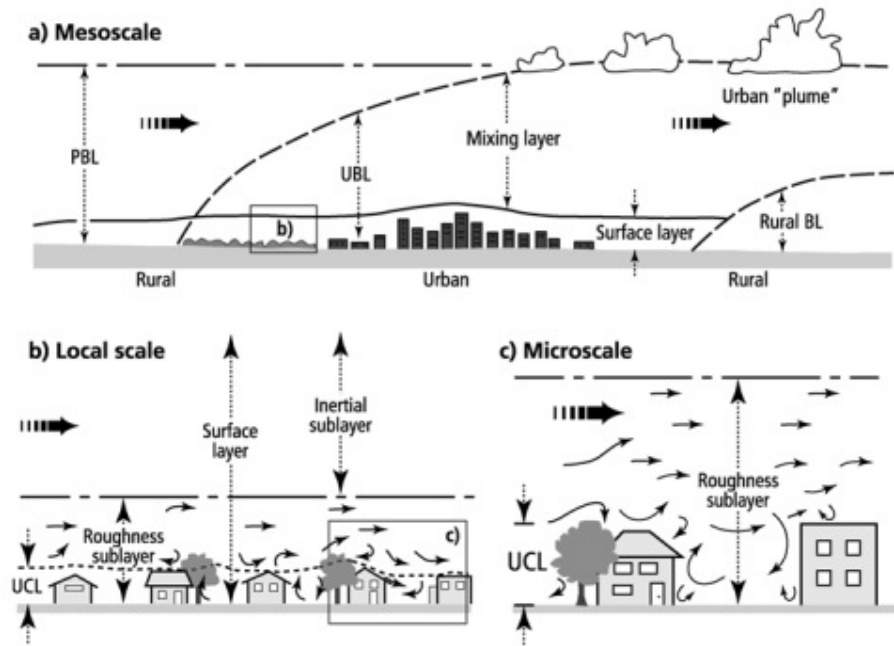 a) Mesoscale
Urban "plume"
PBL
UBL
Mixing layer
b)
Surface layer
Rural BL
Rural
Urban
Rural
b) Local scale
Surface
layer
Inertial
sublayer
Roughness
sublayer
UCL
c)
c) Microscale
Roughness
sublayer
UCL